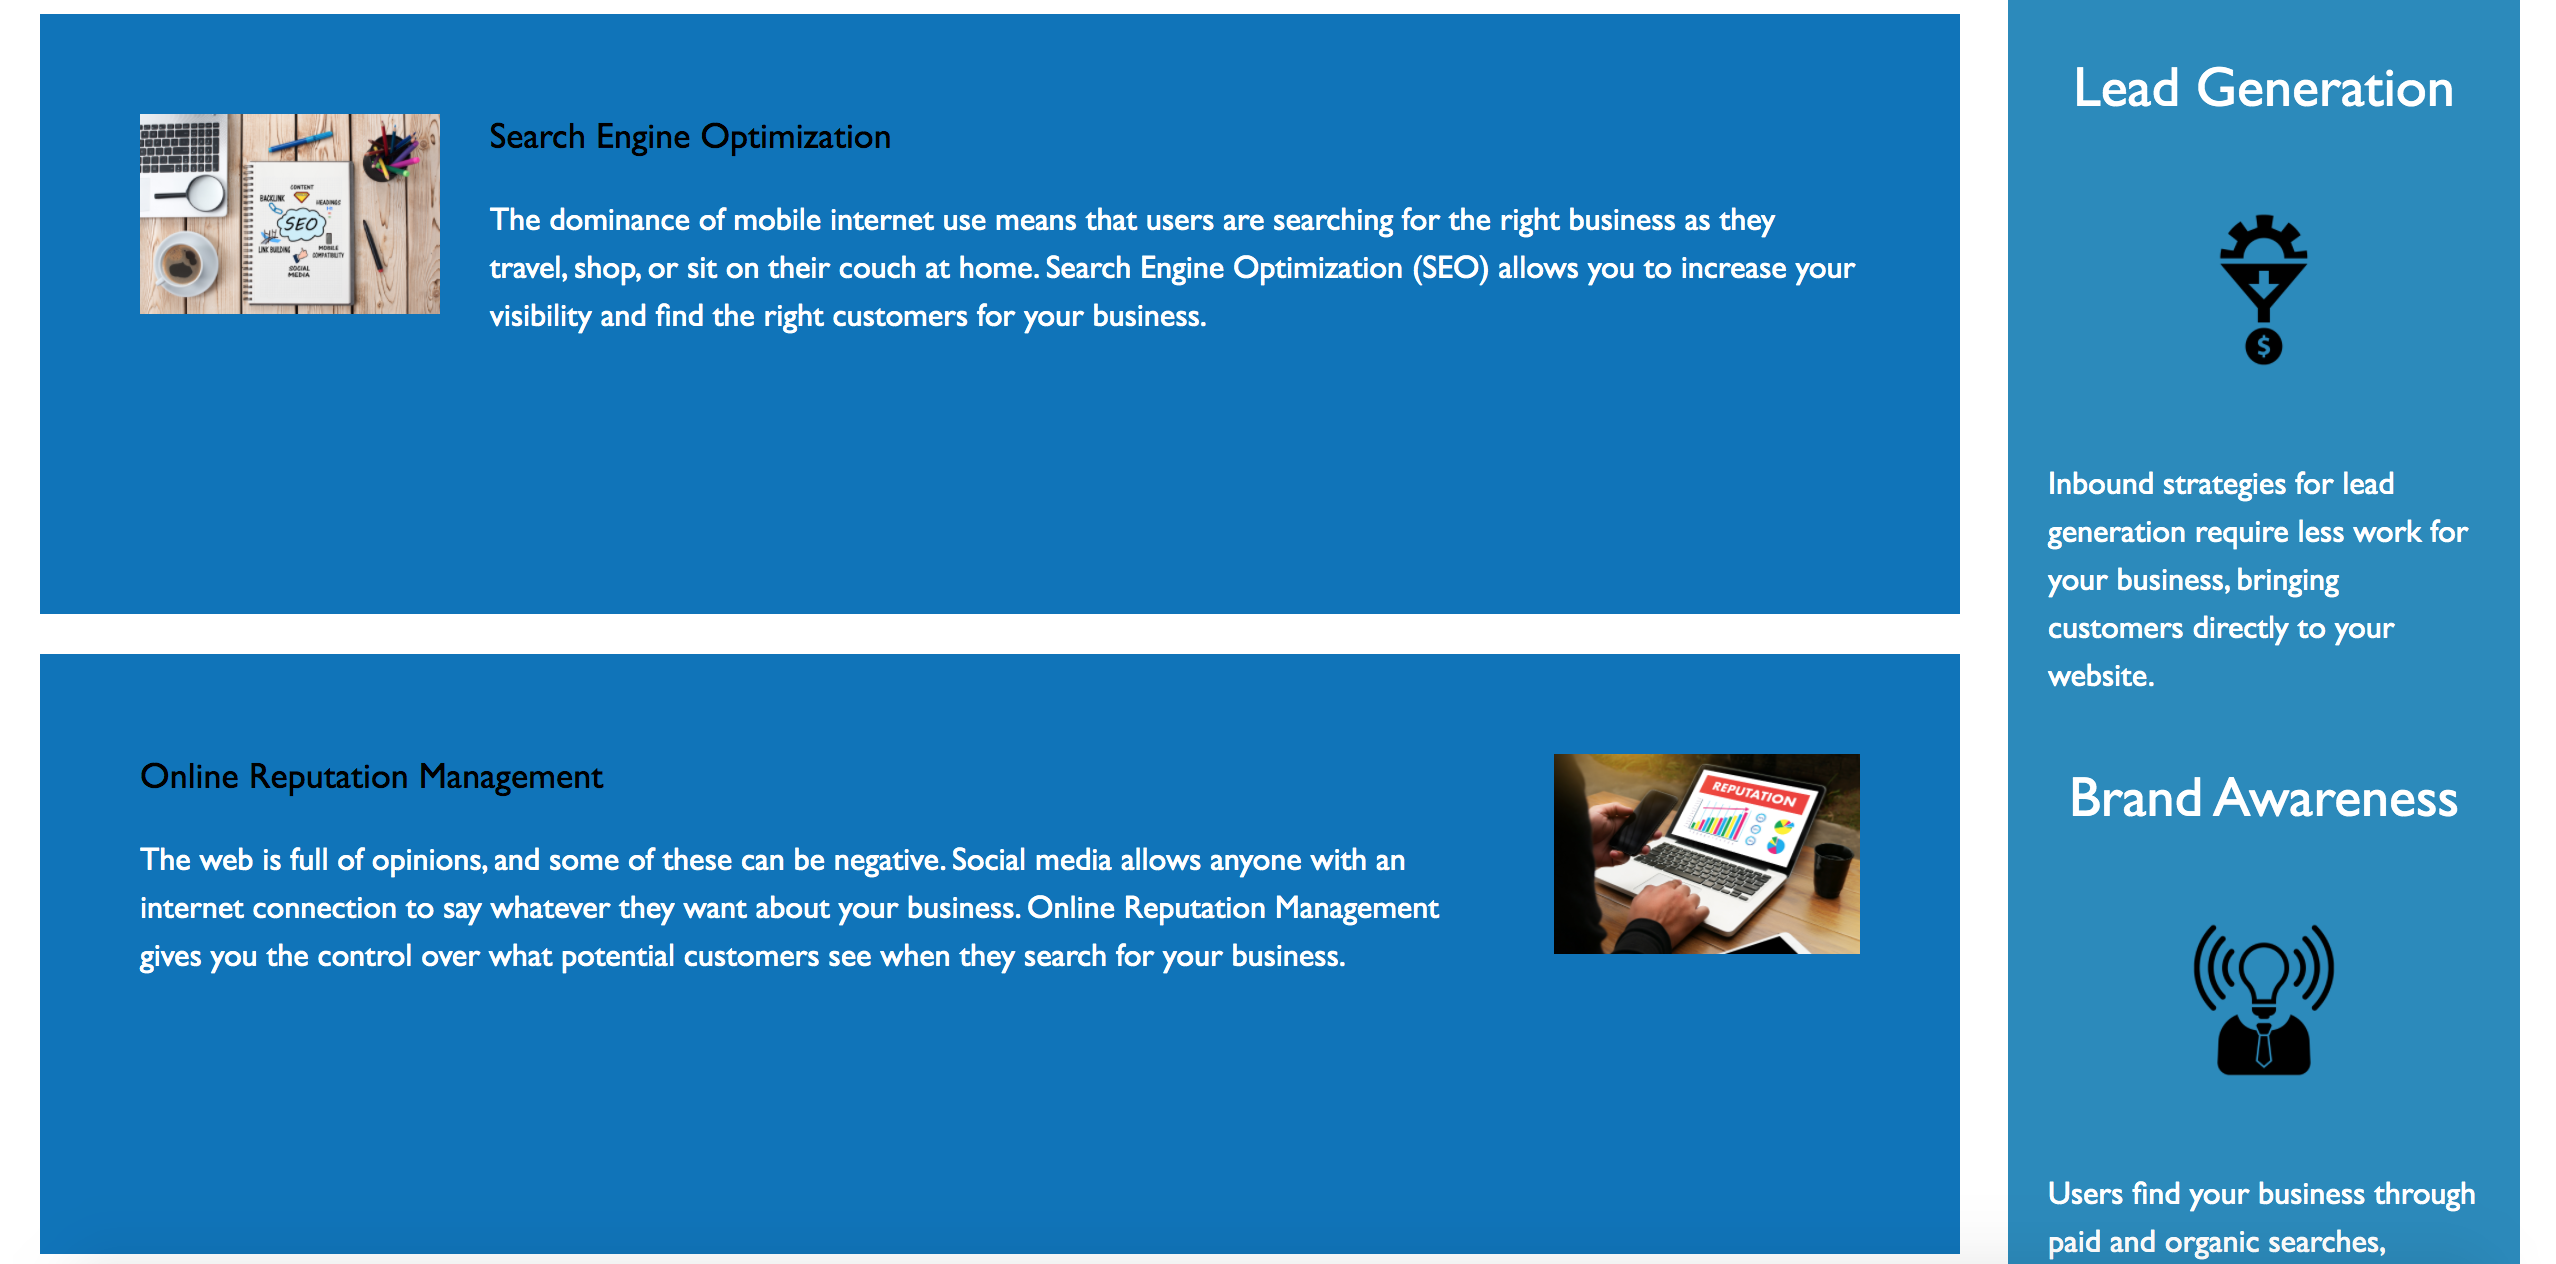 Search Engine Optimization
The dominance of mobile internet use means that users are searching for the right business as they
travel, shop, or sit on their couch at home. Search Engine Optimization (SEO) allows you to increase your
visibility and find the right customers for your business.
CONTENT
BACKLINK
HEADINGS
SEO
LINK BUILDING
MOBILE
COMPATIBILITY
SOCIAL
MEDIA
Online Reputation Management
The web is full of opinions, and some of these can be negative. Social media allows anyone with an
internet connection to say whatever they want about your business. Online Reputation Management
gives you the control over what potential customers see when they search for your business.
REPUTATION
Lead Generation
$
Inbound strategies for lead
generation require less work for
your business, bringing
customers directly to your
website.
Brand Awareness
Users find your business through
paid and organic searches,